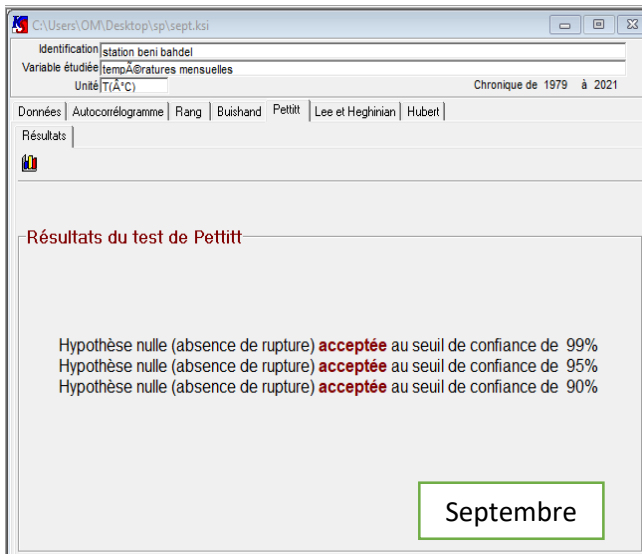 C:\Users\OM\Desktop\sp\sept.ksi
Identification station beni bahdel
Variable étudiée tempÃ©ratures mensuelles
Unité T(Â°C) Chronique de 1979 à 2021
Données Autocorrélogramme Rang Buishand Pettitt Lee et Heghinian Hubert
Résultats
Résultats du test de Pettitt
Hypothèse nulle (absence de rupture) acceptée au seuil de confiance de 99%
Hypothèse nulle (absence de rupture) acceptée au seuil de confiance de 95%
Hypothèse nulle (absence de rupture) acceptée au seuil de confiance de 90%
Septembre